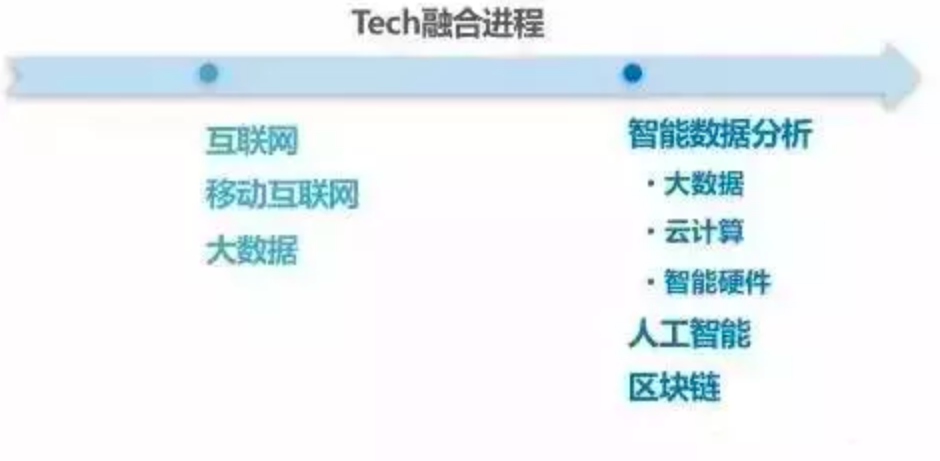 Tech融合进程
互联网
移动互联网
大数据
智能数据分析
·大数据
·云计算
·智能硬件
人工智能
区块链